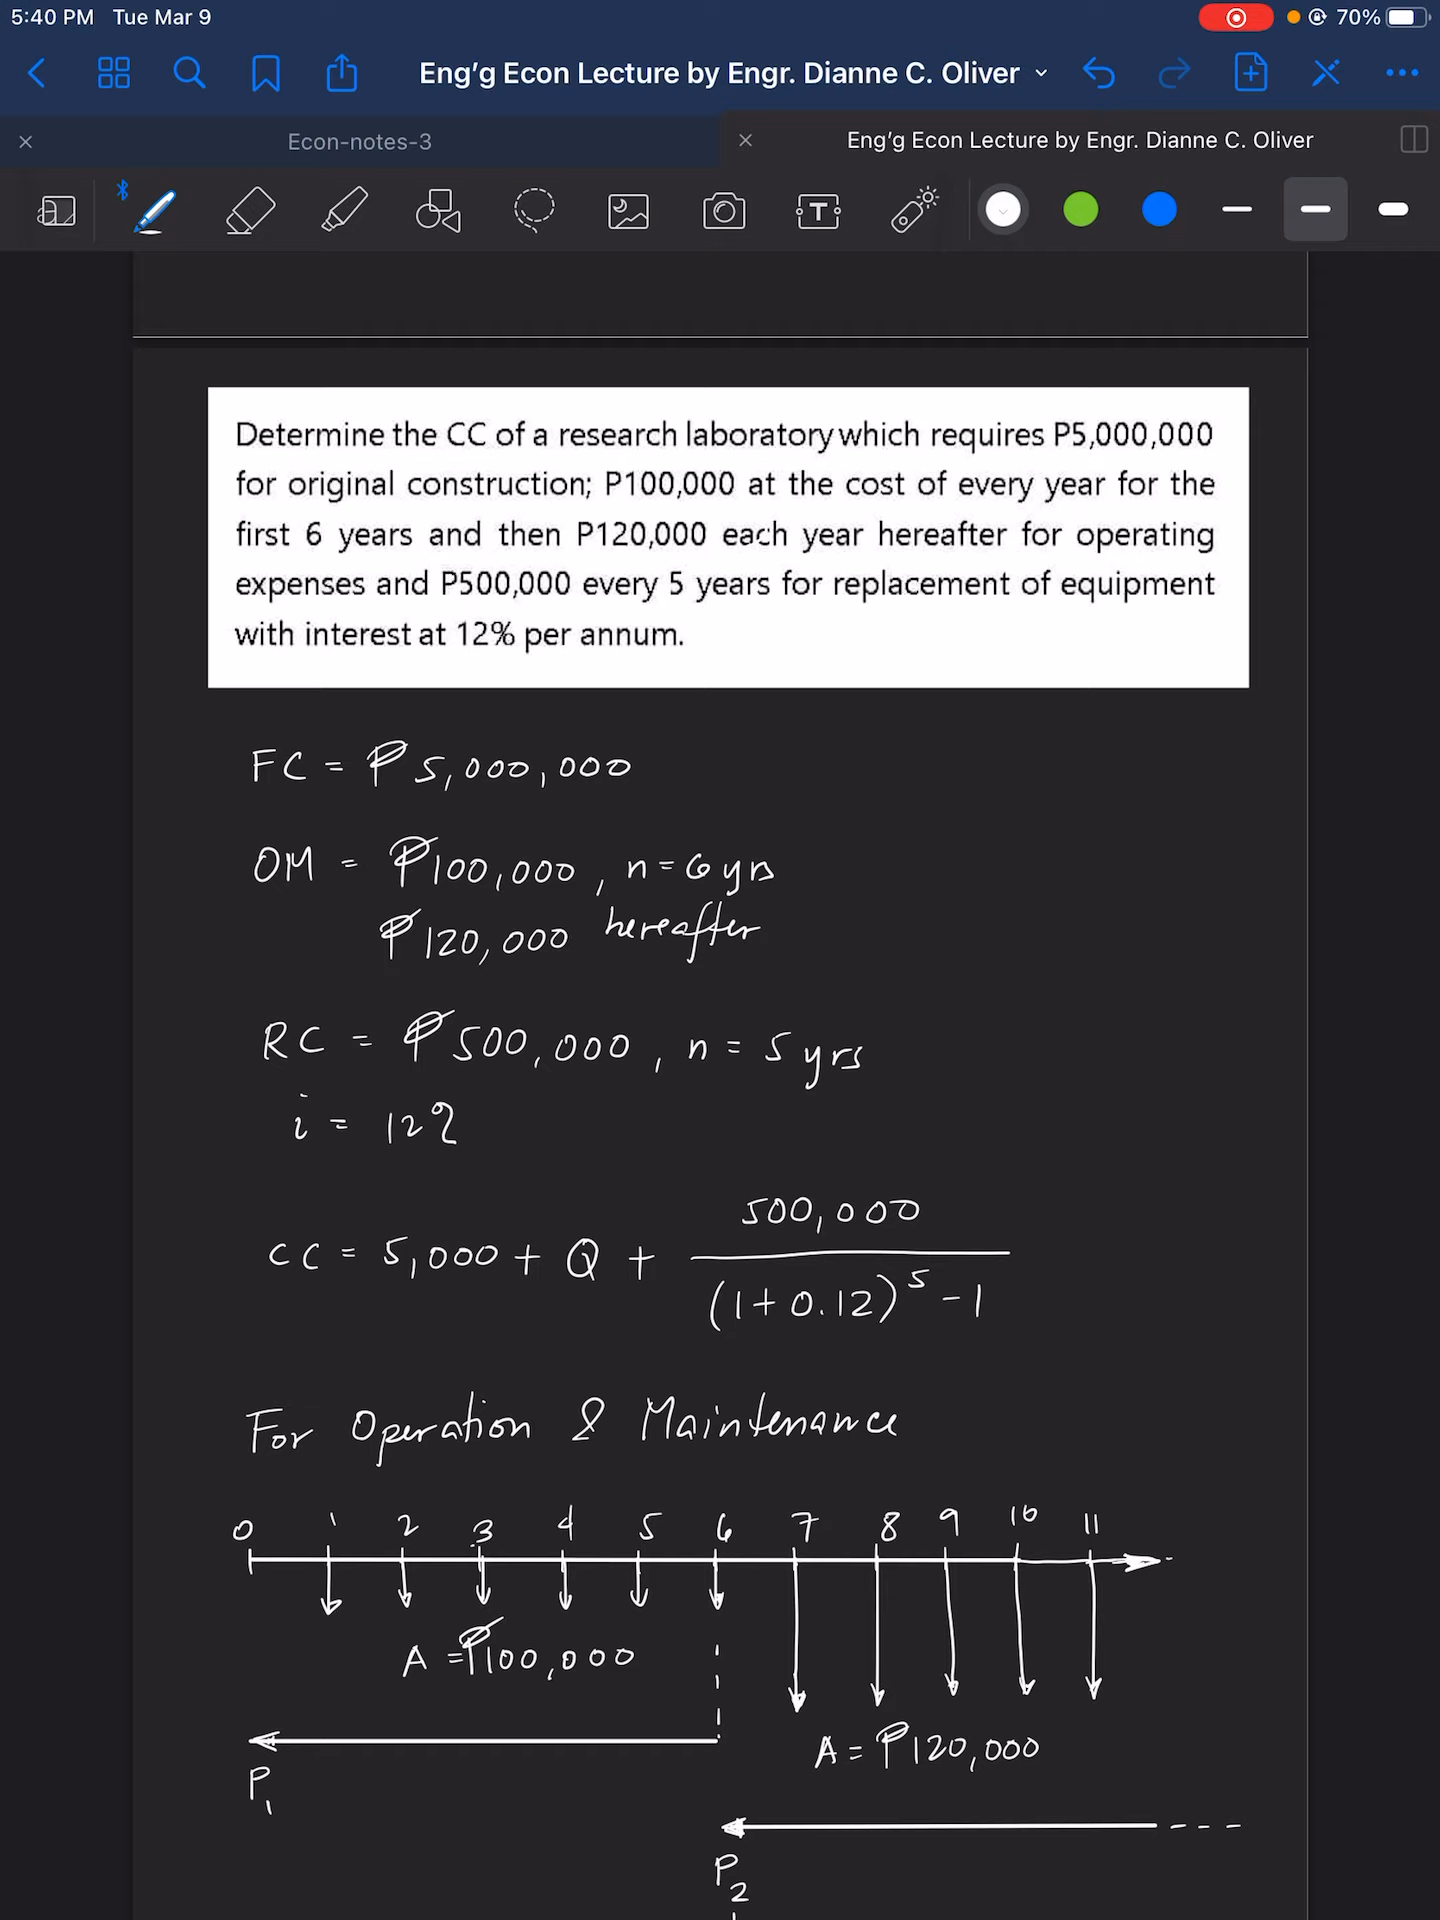 5:40 PM Tue Mar 9
70%
Eng'g Econ Lecture by Engr. Dianne C. Oliver
Econ-notes-3
Eng'g Econ Lecture by Engr. Dianne C. Oliver
T
Determine the CC of a research laboratory which requires P5,000,000
for original construction; P100,000 at the cost of every year for the
first 6 years and then P120,000 each year hereafter for operating
expenses and P500,000 every 5 years for replacement of equipment
with interest at 12% per annum.
FC = ₱5,000,000
OM = ₱100,000, n=6yrs
₱120,000 hereafter
RC = ₱500,000, n = 5yrs
i = 12%
500,000
CC = 5,000 + Q +
(1+0.12)^5 -1
For Operation & Maintenance
0 1 2 3 4 5 6 7 8 9 10 11
A = ₱100,000
A = ₱120,000
P1
P2